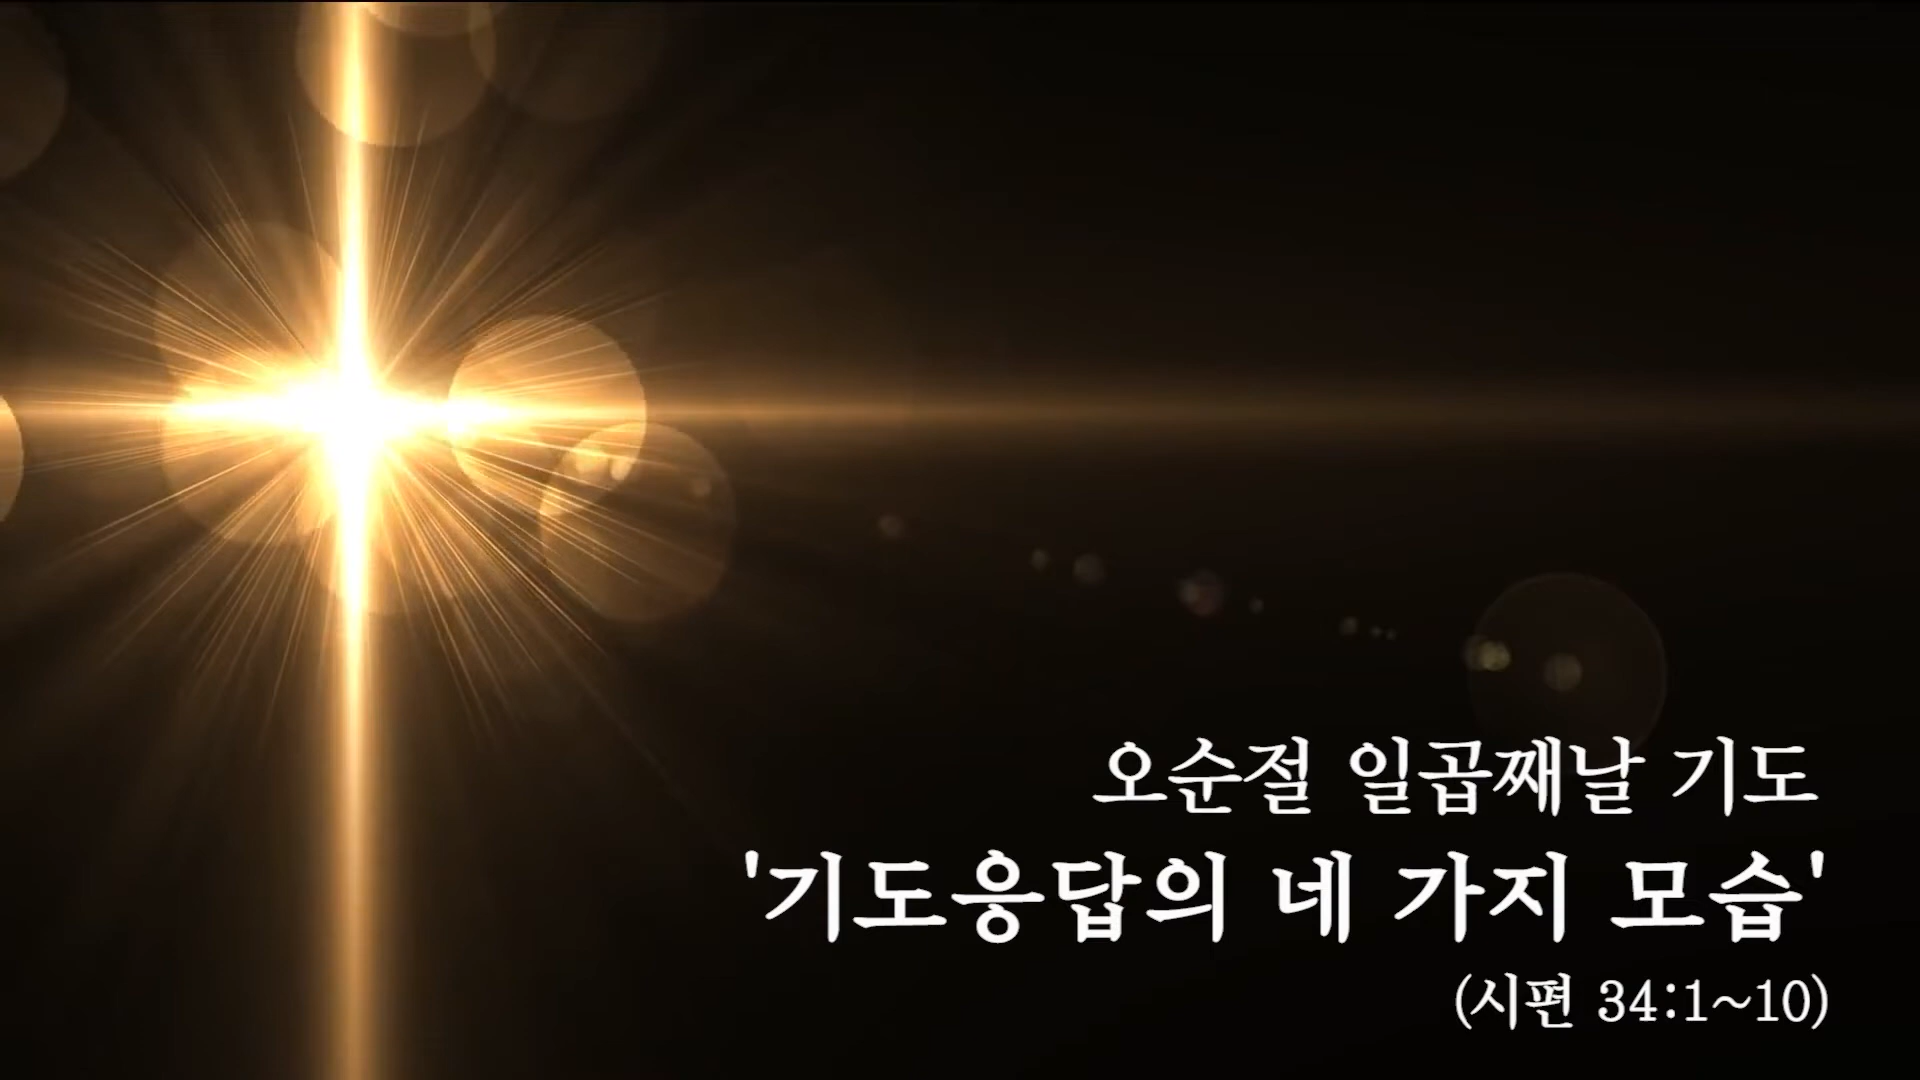 오순절 일곱째날 기도
'기도응답의 네 가지 모습'
(시편 34:1~10)